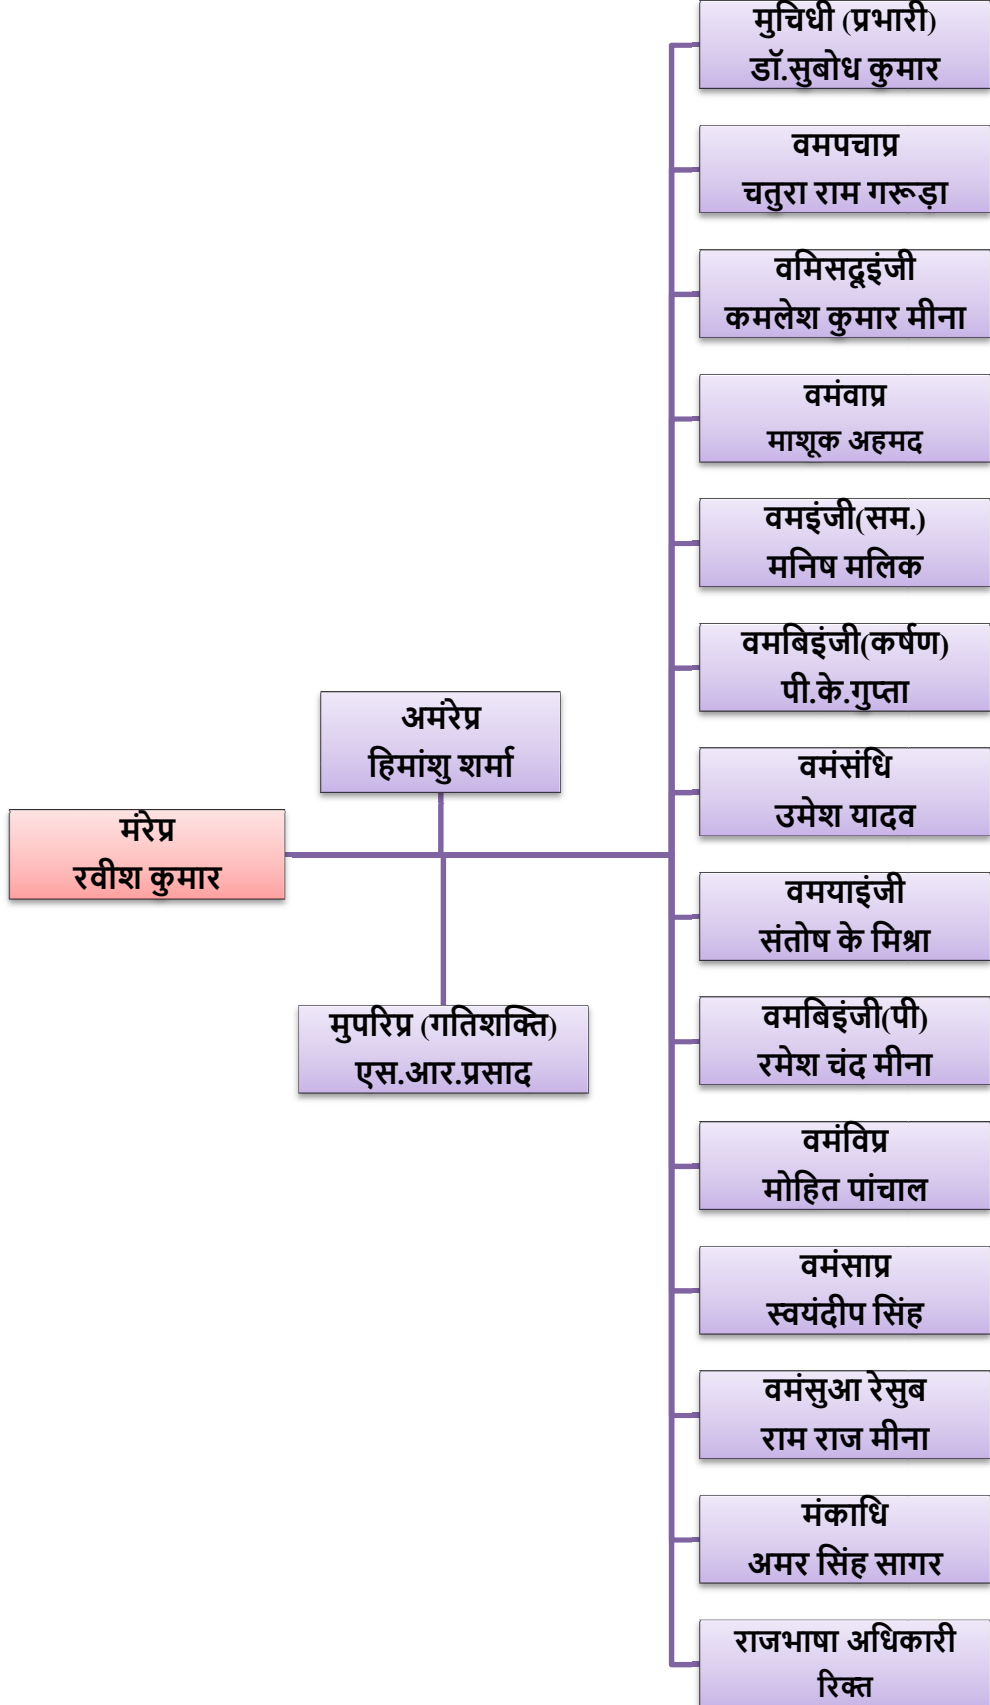 मुचिधी (प्रभारी)
डॉ.सुबोध कुमार
वमपचाप्र
चतुरा राम गरूड़ा
वमिसदूइंजी
कमलेश कुमार मीना
वमंवाप्र
माशूक अहमद
वमइंजी(सम.)
मनिष मलिक
वमबिइंजी(कर्षण)
पी.के.गुप्ता
अमंरेप्र
हिमांशु शर्मा
वमंसंधि
उमेश यादव
मंरेप्र
रवीश कुमार
वमयाइंजी
संतोष के मिश्रा
मुपरिप्र (गतिशक्ति)
एस.आर.प्रसाद
वमबिइंजी(पी)
रमेश चंद मीना
वमंविप्र
मोहित पांचाल
वमंसाप्र
स्वयंदीप सिंह
वमंसुआ रेसुब
राम राज मीना
मंकाधि
अमर सिंह सागर
राजभाषा अधिकारी
रिक्त